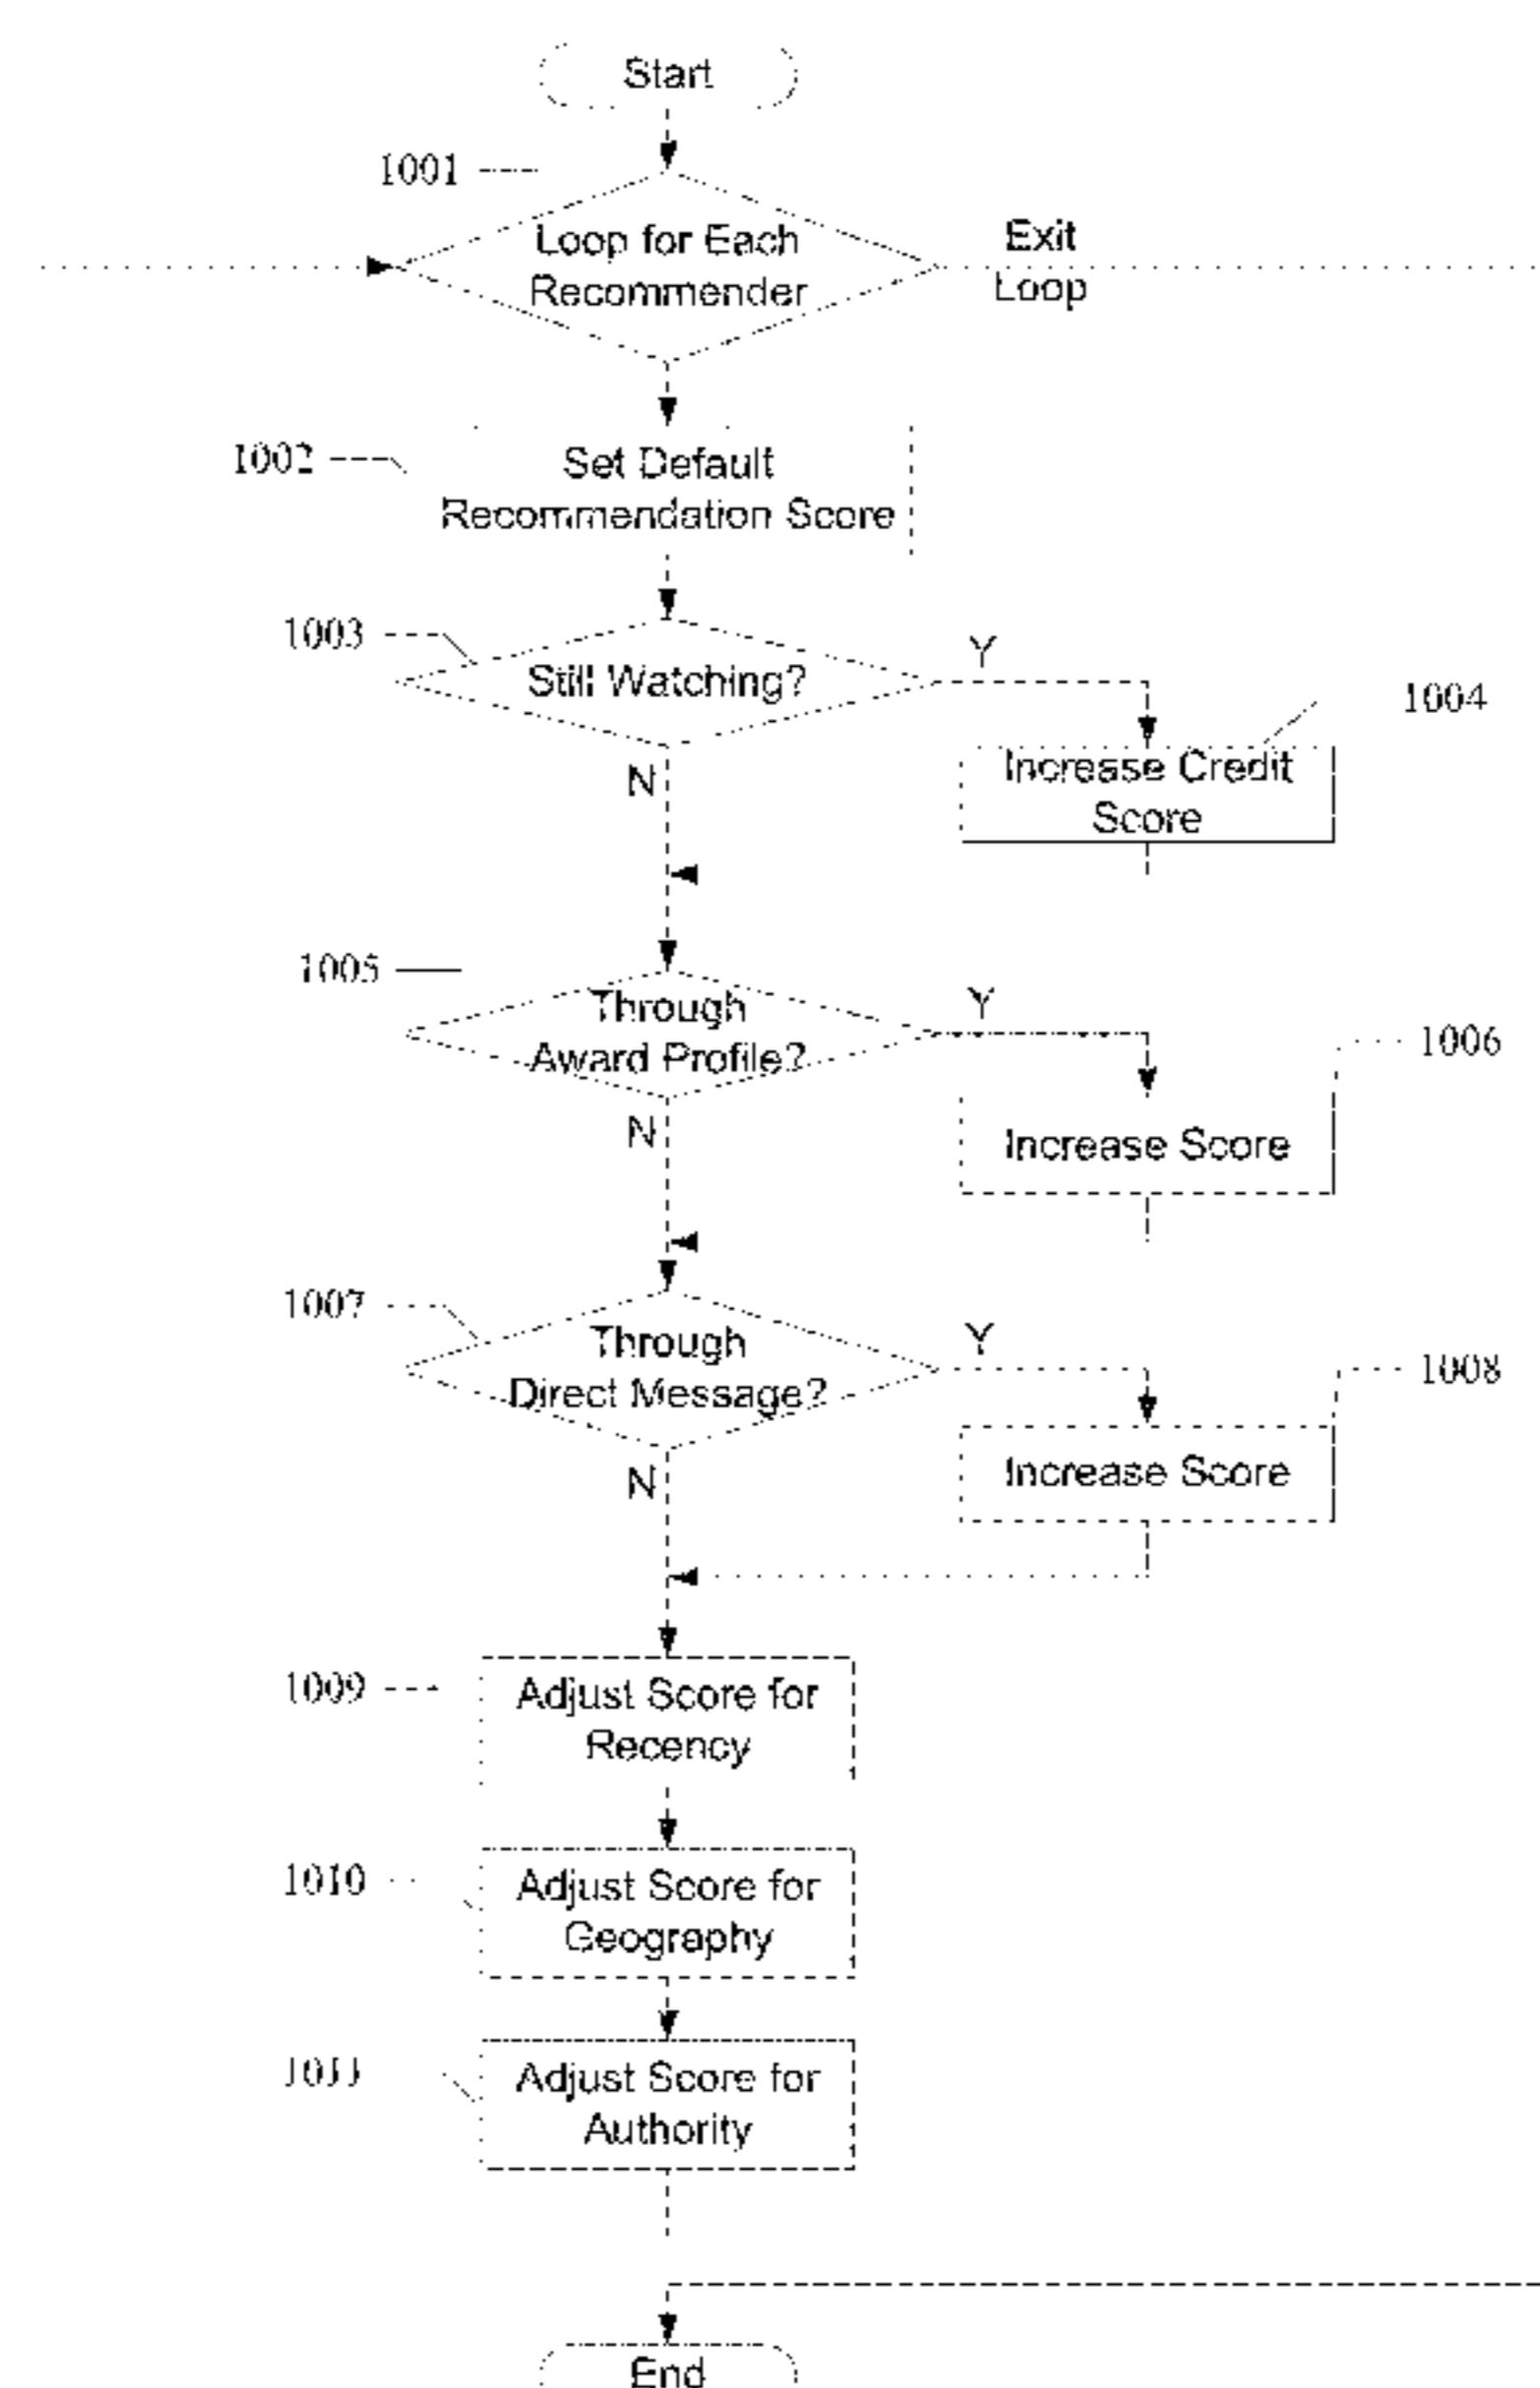 Start
1001
Loop for Each
Recommender
Exit
Loop
1002
Set Default
Recommendation Score
1003
Still Watching?
Y
1004
Increase Credit
Score
N
1005
Through
Award Profile?
Y
1006
Increase Score
N
1007
Through
Direct Message?
Y
1008
Increase Score
N
1009
Adjust Score for
Recency
1010
Adjust Score for
Geography
1011
Adjust Score for
Authority
End